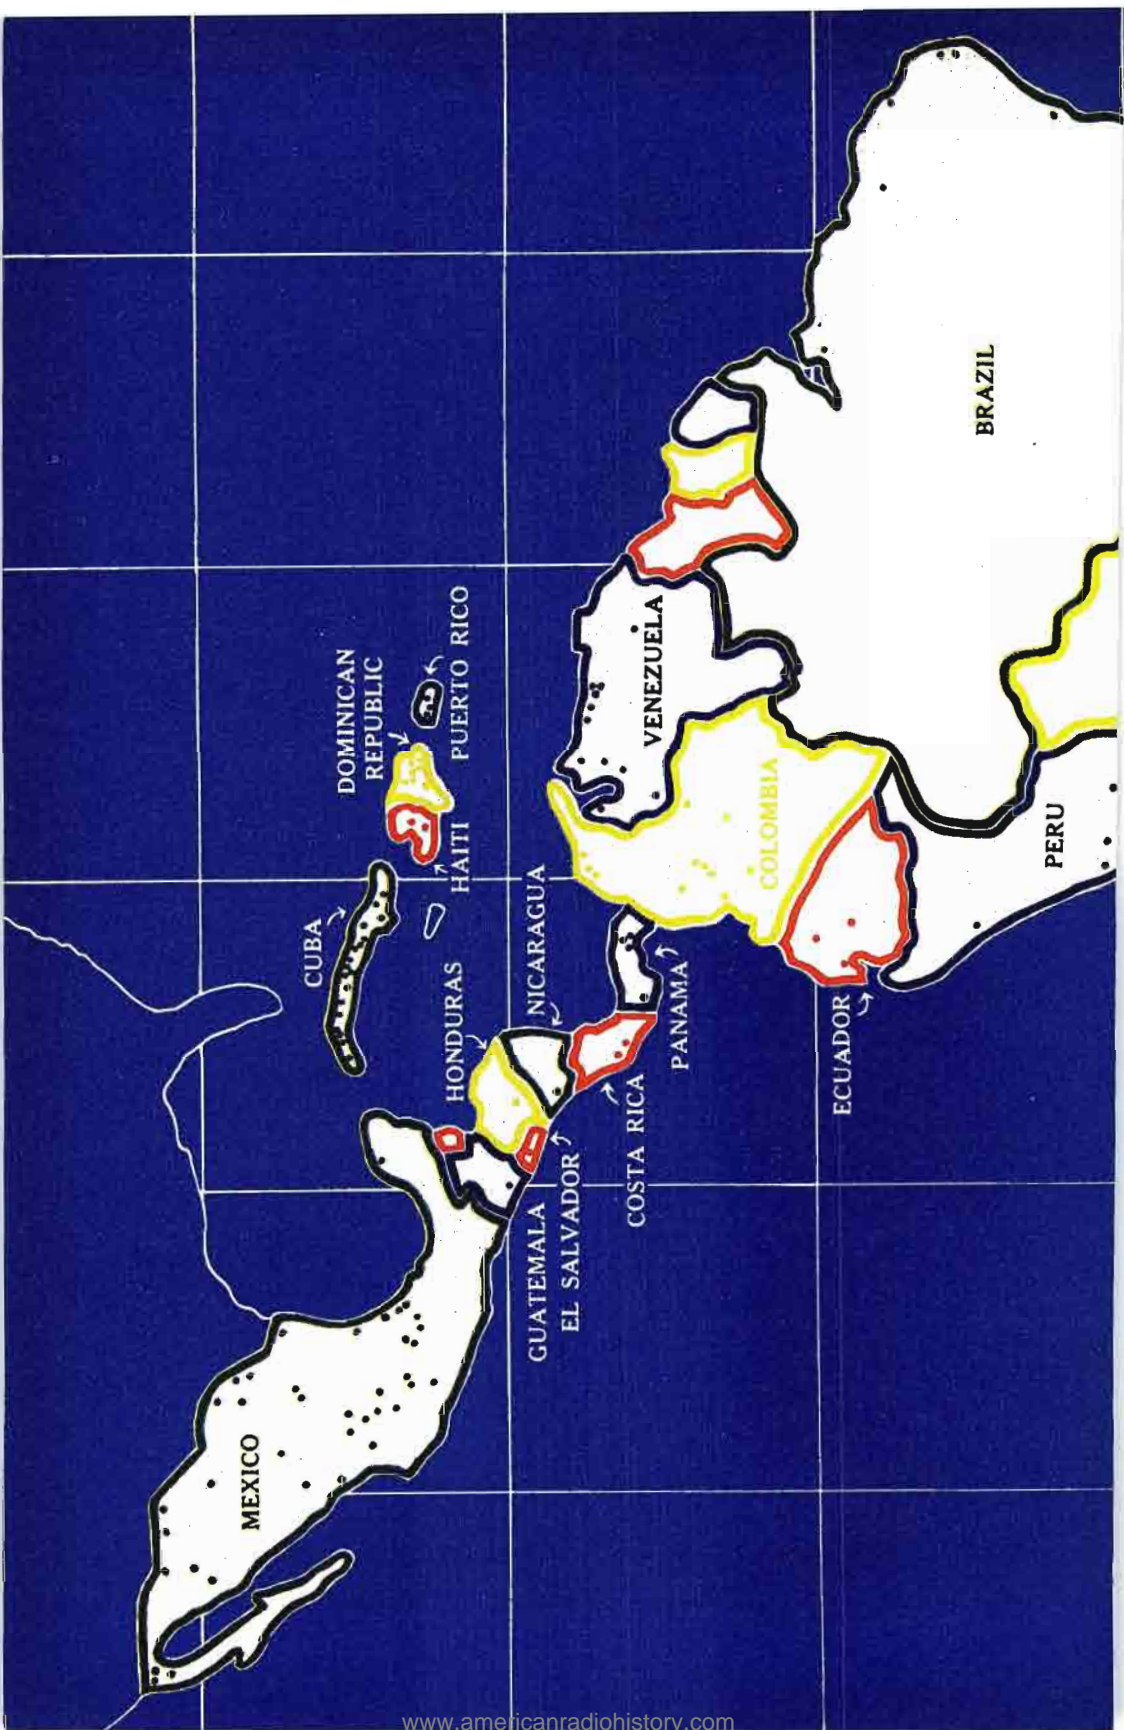 MEXICO
CUBA
DOMINICAN
REPUBLIC
HAITI
PUERTO RICO
HONDURAS
NICARAGUA
GUATEMALA
EL SALVADOR
COSTA RICA
PANAMA
VENEZUELA
COLOMBIA
ECUADOR
PERU
BRAZIL
www.americanradiohistory.com